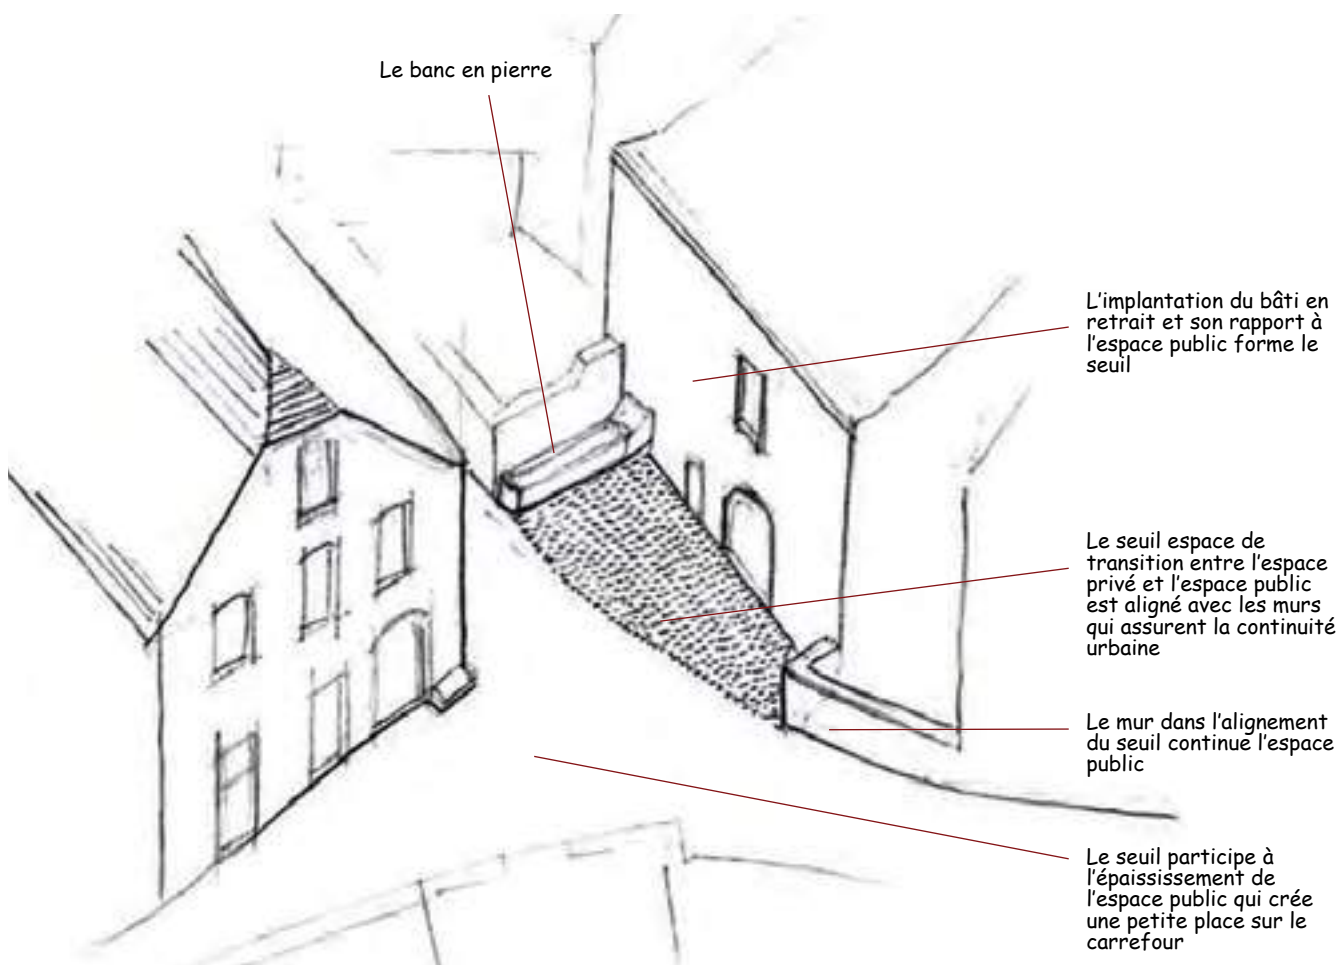 Le banc en pierre
L'implantation du bâti en
retrait et son rapport à
l'espace public forme le
seuil
Le seuil espace de
transition entre l'espace
privé et l'espace public
est aligné avec les murs
qui assurent la continuité
urbaine
Le mur dans l'alignement
du seuil continue l'espace
public
Le seuil participe à
l'épaississement de
l'espace public qui crée
une petite place sur le
carrefour